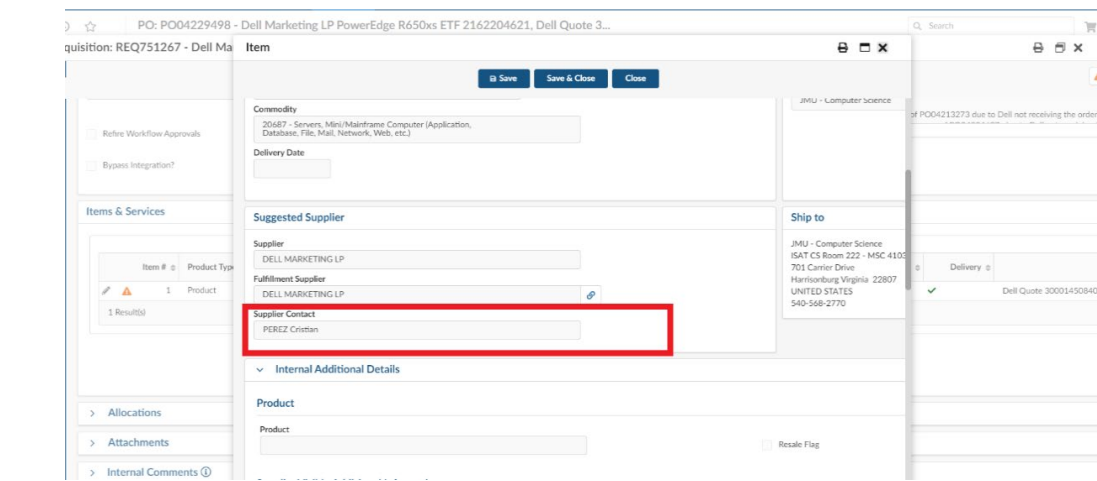 PO: PO04229498 - Dell Marketing LP PowerEdge R650xs ETF 2162204621, Dell Quote 3...
Search
quisition: REQ751267 - Dell Ma
Item
Save
Save & Close
Close
JMU - Computer Science
Commodity
20687 - Servers, Mini/Mainframe Computer (Application,
Database, File, Mail, Network, Web, etc.)
of PO04213273 due to Dell not receiving the order
Refire Workflow Approvals
Delivery Date
Bypass Integration?
Items & Services
Suggested Supplier
Ship to
Supplier
DELL MARKETING LP
JMU - Computer Science
ISAT CS Room 222 - MSC 4103
701 Carrier Drive
Harrisonburg Virginia 22807
UNITED STATES
540-568-2770
Item #
Product Type
Delivery
Fulfillment Supplier
DELL MARKETING LP
1
Product
Dell Quote 30001450840
1 Result(s)
Supplier Contact
PEREZ Cristian
Internal Additional Details
Product
Allocations
Product
Attachments
Resale Flag
Internal Comments